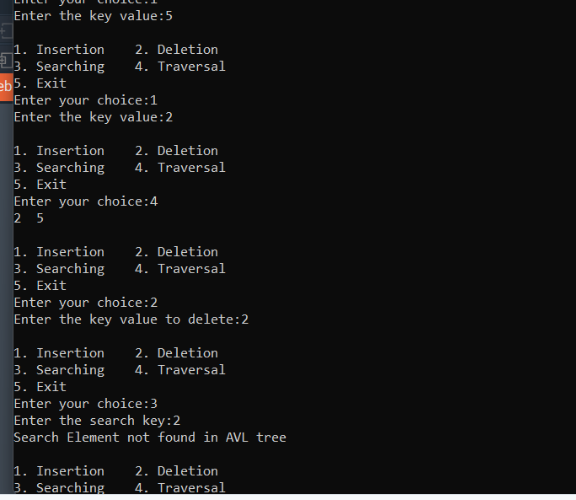 Enter your choice:1
Enter the key value:5
1. Insertion    2. Deletion
3. Searching    4. Traversal
5. Exit
Enter your choice:1
Enter the key value:2
1. Insertion    2. Deletion
3. Searching    4. Traversal
5. Exit
Enter your choice:4
2  5
1. Insertion    2. Deletion
3. Searching    4. Traversal
5. Exit
Enter your choice:2
Enter the key value to delete:2
1. Insertion    2. Deletion
3. Searching    4. Traversal
5. Exit
Enter your choice:3
Enter the search key:2
Search Element not found in AVL tree
1. Insertion    2. Deletion
3. Searching    4. Traversal